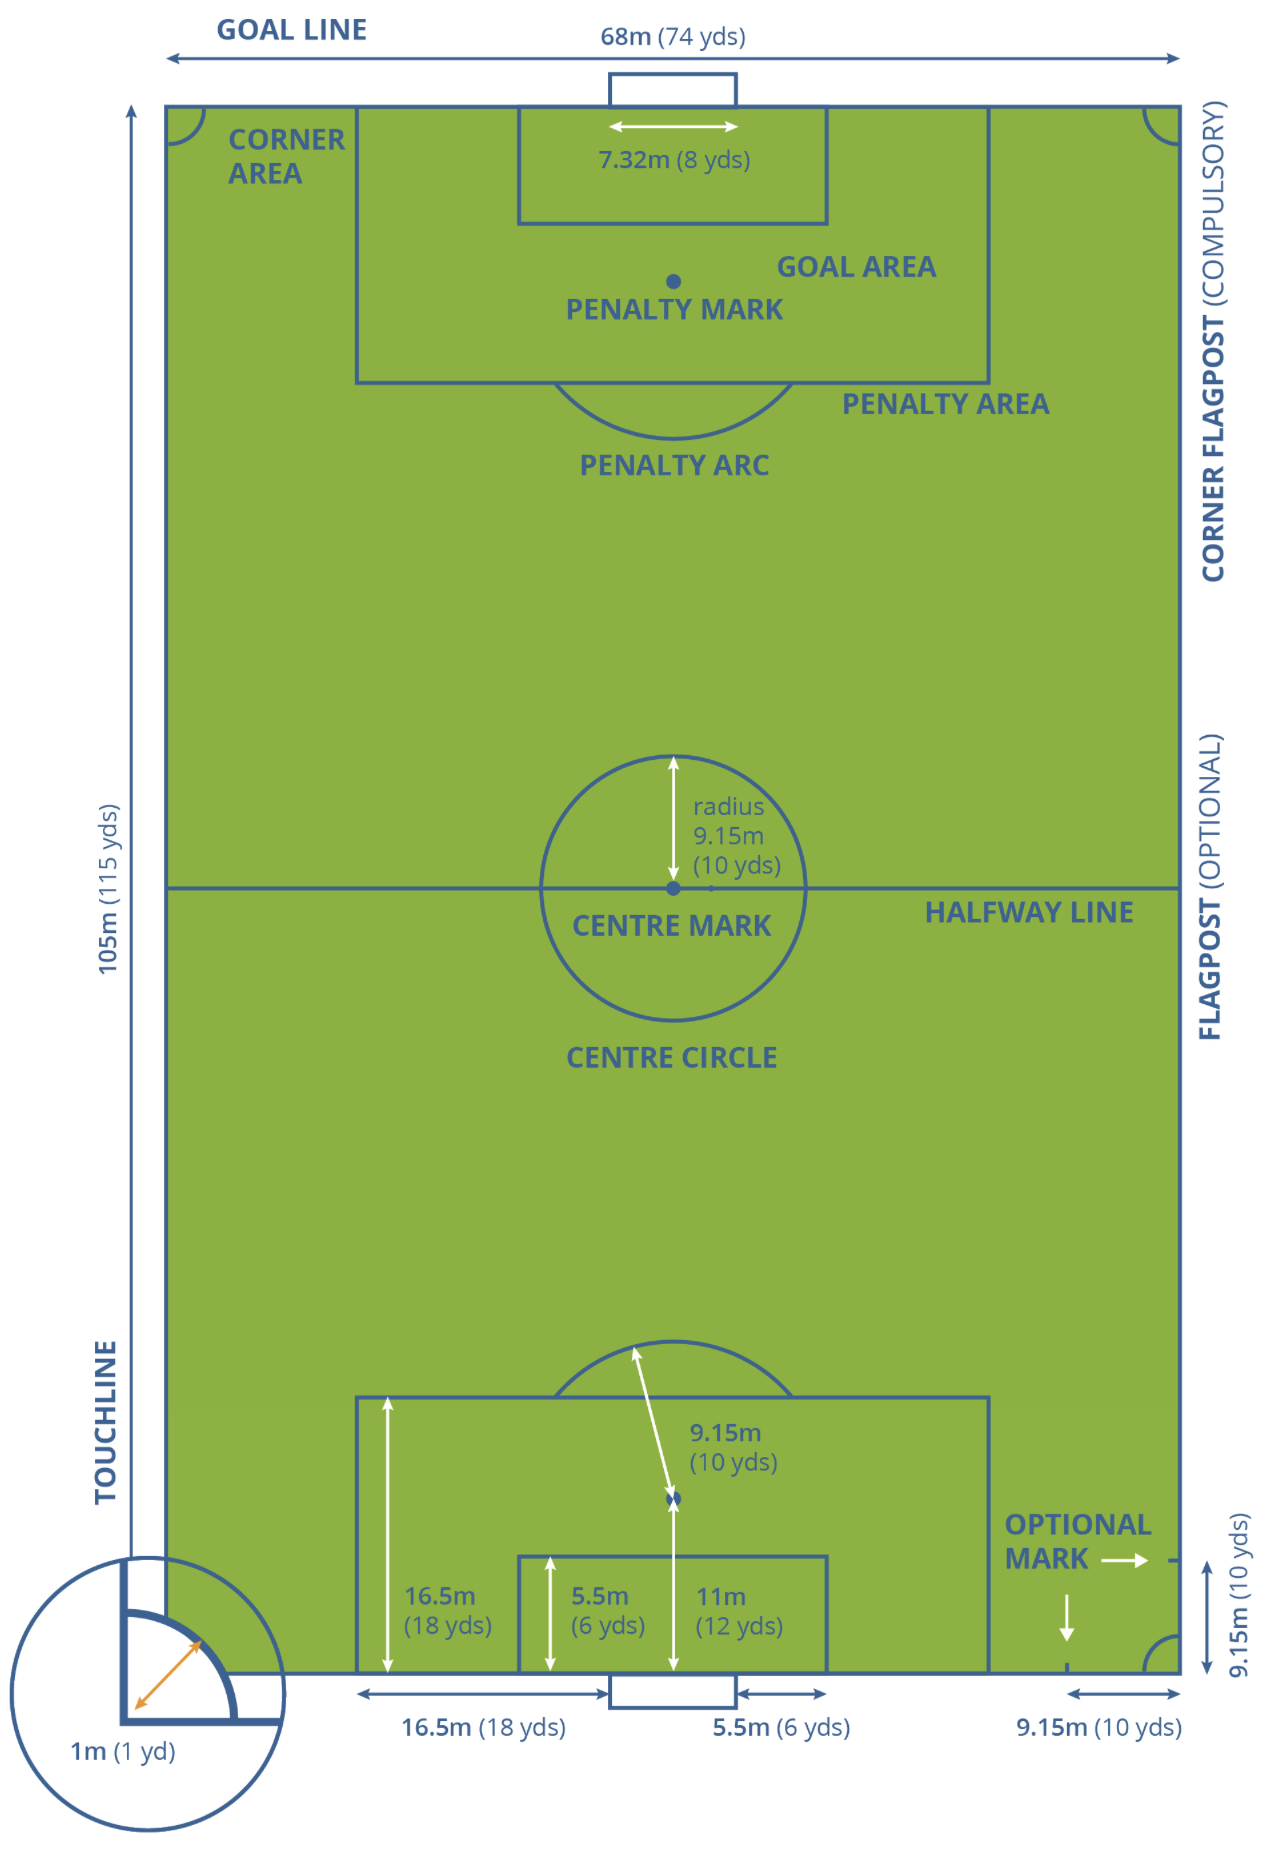 GOAL LINE
68m (74 yds)
CORNER
AREA
7.32m (8 yds)
GOAL AREA
PENALTY MARK
PENALTY AREA
PENALTY ARC
CORNER FLAGPOST (COMPULSORY)
radius
9.15m
(10 yds)
105m (115 yds)
CENTRE MARK
HALFWAY LINE
FLAGPOST (OPTIONAL)
CENTRE CIRCLE
TOUCHLINE
9.15m
(10 yds)
OPTIONAL
MARK
16.5m
(18 yds)
5.5m
(6 yds)
11m
(12 yds)
9.15m (10 yds)
16.5m (18 yds)
5.5m (6 yds)
9.15m (10 yds)
1m (1 yd)